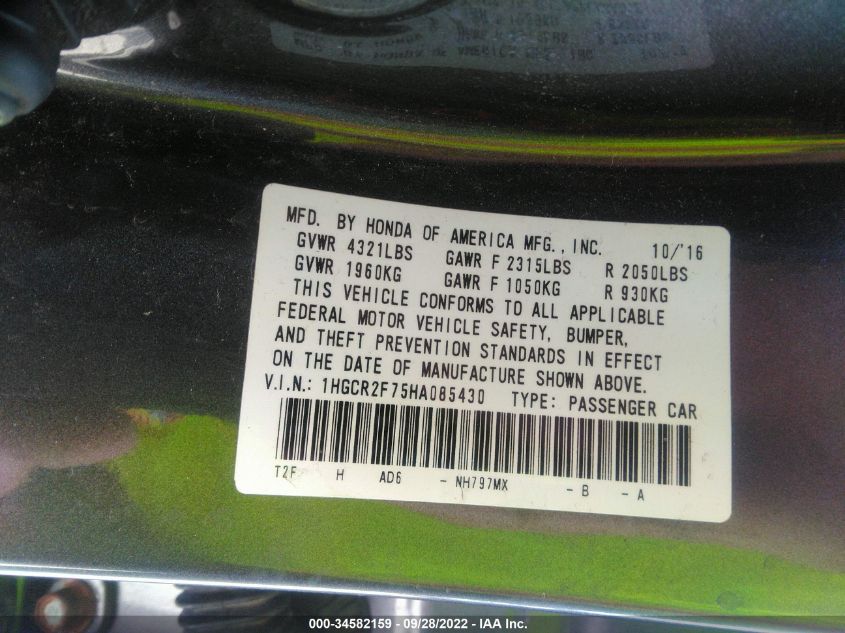 MFD. BY HONDA OF AMERICA MFG., INC. 10/'16
GVWR 4321LBS GAWR F 2315LBS R 2050LBS
GVWR 1960KG GAWR F 1050KG R 930KG
THIS VEHICLE CONFORMS TO ALL APPLICABLE
FEDERAL MOTOR VEHICLE SAFETY, BUMPER,
AND THEFT PREVENTION STANDARDS IN EFFECT
ON THE DATE OF MANUFACTURE SHOWN ABOVE.
V.I.N.: 1HGCR2F75HA085430 TYPE: PASSENGER CAR
T2F H AD6 - NH797MX - B - A
000-34582159 - 09/28/2022 - IAA Inc.